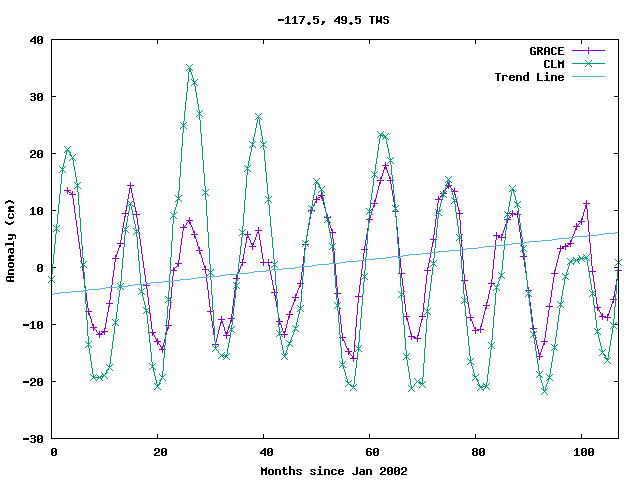 -117.5, 49.5 TWS
GRACE
CLM
Trend Line
Anomaly (cm)
40
30
20
10
0
-10
-20
-30
0 20 40 60 80 100
Months since Jan 2002